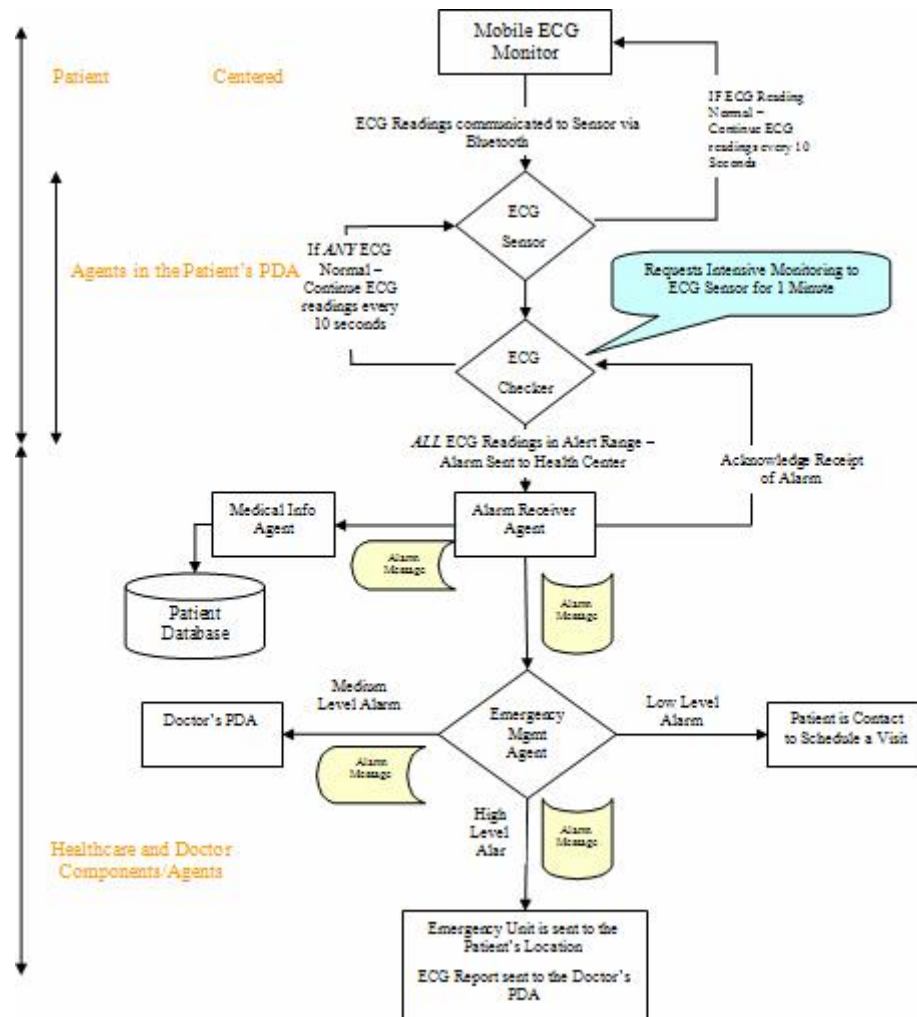 Mobile ECG
Monitor
Patient Centered
IF ECG Reading
Normal –
Continue ECG
readings every 10
Seconds
ECG Readings communicated to Sensor via
Bluetooth
ECG
Sensor
If ANY ECG
Normal –
Continue ECG
readings every
10 seconds
Agents in the Patient's PDA
Requests Intensive Monitoring to
ECG Sensor for 1 Minute
ECG
Checker
ALL ECG Readings in Alert Range –
Alarm Sent to Health Center
Acknowledge Receipt
of Alarm
Medical Info
Agent
Alarm Receiver
Agent
Alarm
Message
Alarm
Message
Patient
Database
Medium
Level Alarm
Low Level
Alarm
Doctor's PDA
Emergency
Mgmt
Agent
Patient is Contact
to Schedule a Visit
Alarm
Message
High
Level
Alar
Alarm
Message
Healthcare and Doctor
Components/Agents
Emergency Unit is sent to the
Patient's Location
ECG Report sent to the Doctor's
PDA